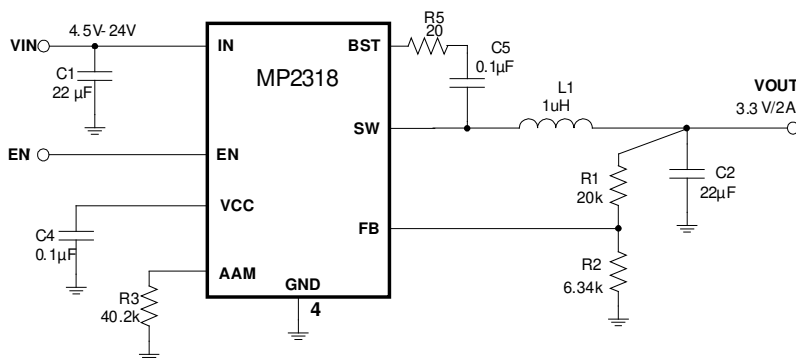 VIN
4.5V-24V
C1
22 µF
IN
MP2318
BST
R5
20
C5
0.1µF
L1
1uH
VOUT
3.3 V/2A
SW
EN
EN
R1
20k
C2
22µF
VCC
C4
0.1µF
FB
R2
6.34k
AAM
R3
40.2k
GND
4